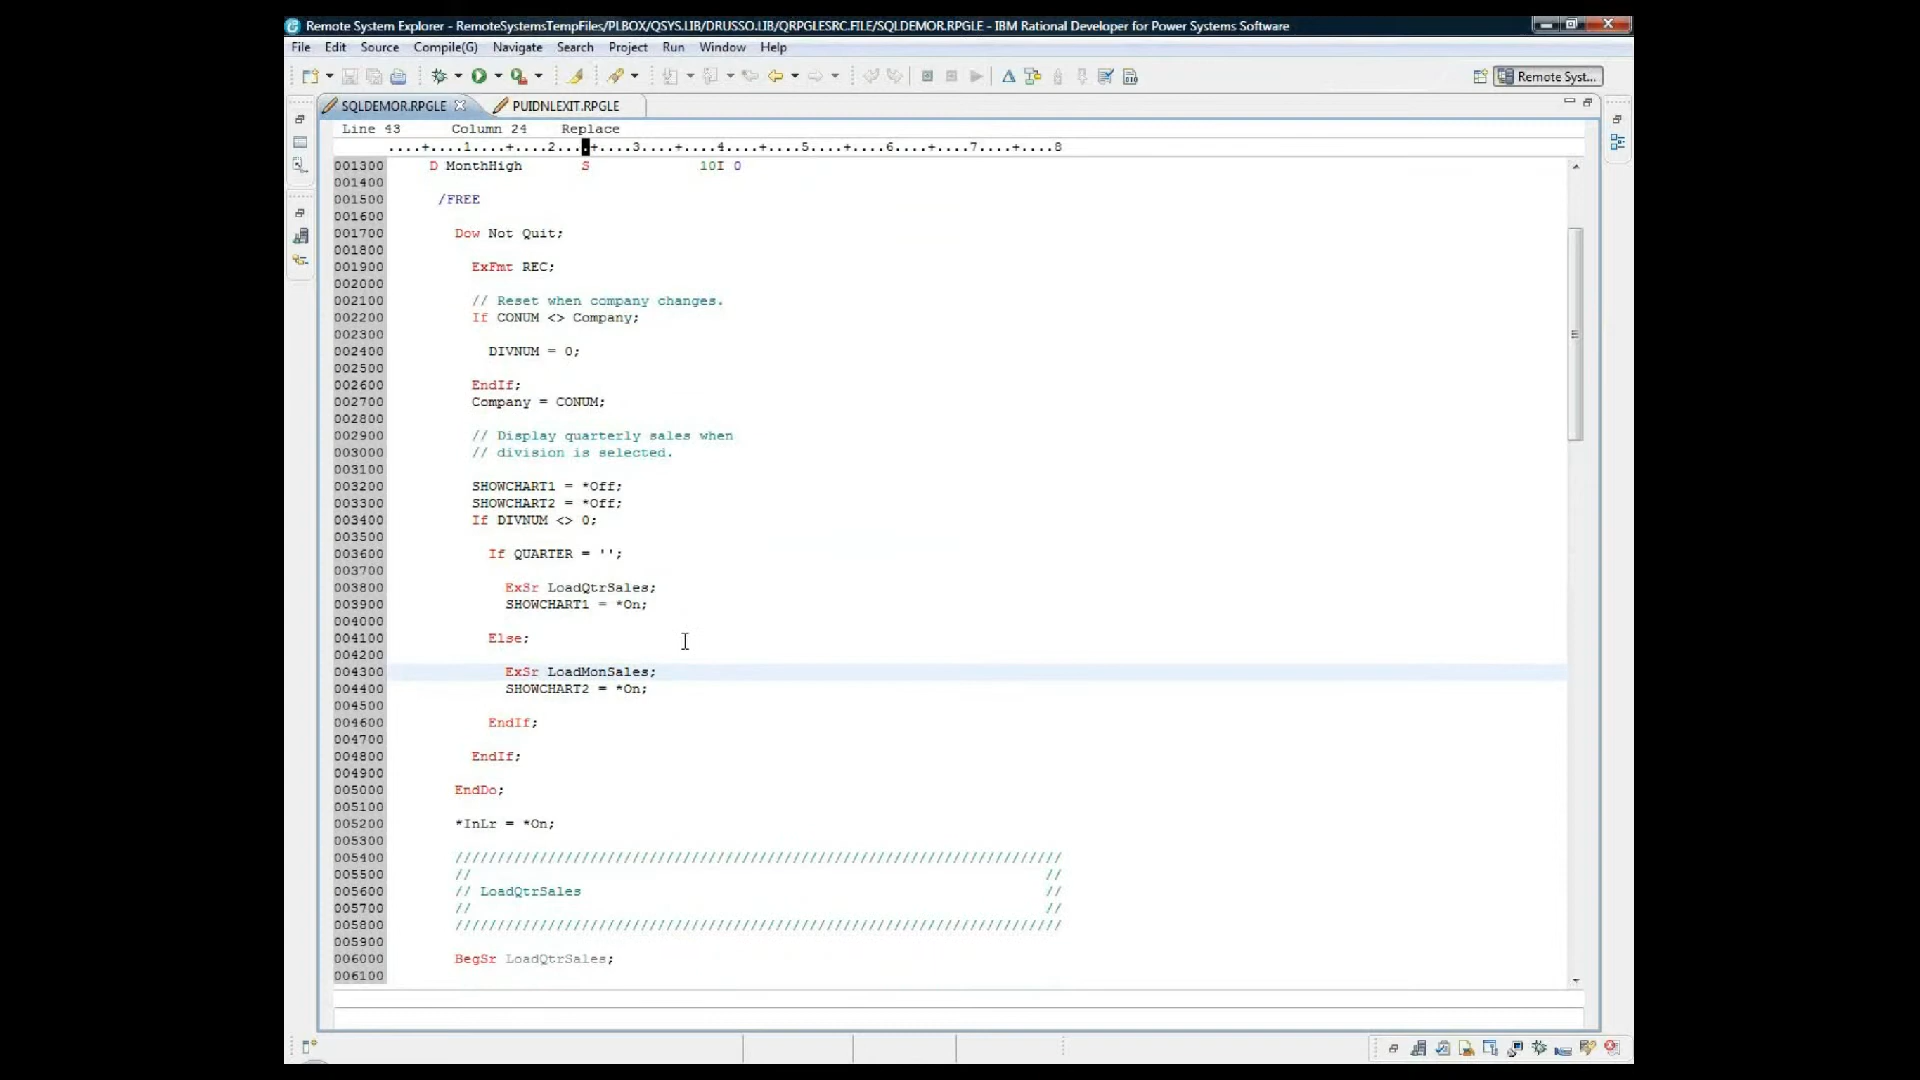 Remote System Explorer - RemoteSystemsTempFiles/PLBOX/QSYS.LIB/DRUSSO.LIB/QRPGLESRC.FILE/SQLDEMOR.RPGLE - IBM Rational Developer for Power Systems Software
File Edit Source Compile(G) Navigate Search Project Run Window Help
Remote Syst...
SQLDEMOR.RPGLE PUIDNLEXIT.RPGLE
Line 43 Column 24 Replace
....+....1....+....2....+....3....+....4....+....5....+....6....+....7....+....8
001300 D MonthHigh S 10I 0
001400
001500 /FREE
001600
001700 Dow Not Quit;
001800
001900 ExFmt REC;
002000
002100 // Reset when company changes.
002200 If CONUM <> Company;
002300
002400 DIVNUM = 0;
002500
002600 EndIf;
002700 Company = CONUM;
002800
002900 // Display quarterly sales when
003000 // division is selected.
003100
003200 SHOWCHART1 = *Off;
003300 SHOWCHART2 = *Off;
003400 If DIVNUM <> 0;
003500
003600 If QUARTER = '';
003700
003800 ExSr LoadQtrSales;
003900 SHOWCHART1 = *On;
004000
004100 Else;
004200
004300 ExSr LoadMonSales;
004400 SHOWCHART2 = *On;
004500
004600 EndIf;
004700
004800 EndIf;
004900
005000 EndDo;
005100
005200 *InLr = *On;
005300
005400 ////////////////////////////////////////////////////////////////////////
005500 // //
005600 // LoadQtrSales //
005700 // //
005800 ////////////////////////////////////////////////////////////////////////
005900
006000 BegSr LoadQtrSales;
006100